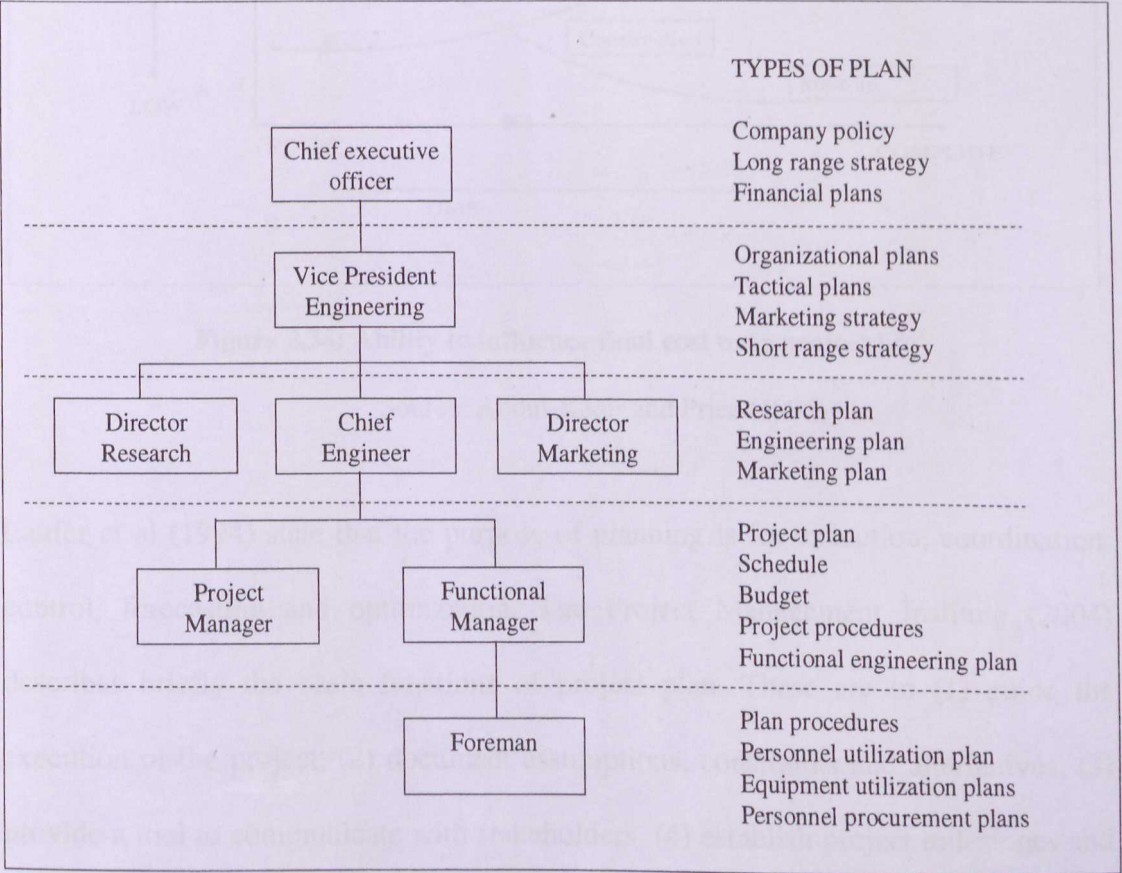 TYPES OF PLAN
Chief executive
officer
Company policy
Long range strategy
Financial plans
Vice President
Engineering
Organizational plans
Tactical plans
Marketing strategy
Short range strategy
Director
Research
Chief
Engineer
Director
Marketing
Research plan
Engineering plan
Marketing plan
Project
Manager
Functional
Manager
Project plan
Schedule
Budget
Project procedures
Functional engineering plan
Foreman
Plan procedures
Personnel utilization plan
Equipment utilization plans
Personnel procurement plans